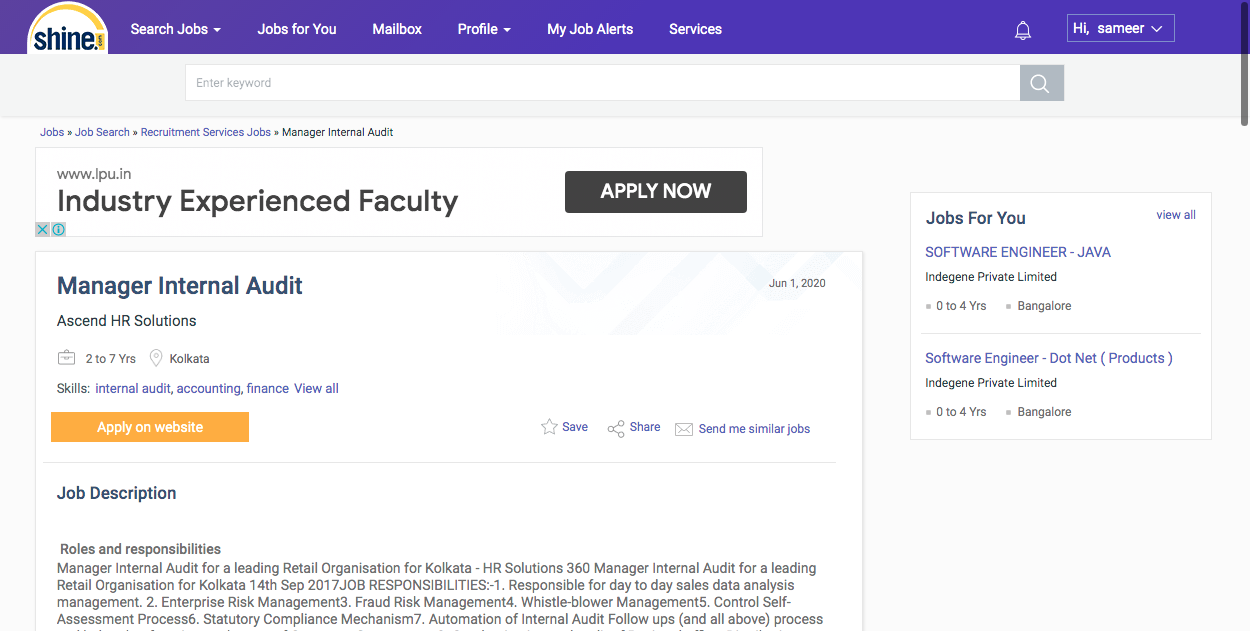 shine.com
Search Jobs
Jobs for You
Mailbox
Profile
My Job Alerts
Services
Hi, sameer
Enter keyword
Jobs » Job Search » Recruitment Services Jobs » Manager Internal Audit
www.lpu.in
Industry Experienced Faculty
APPLY NOW
Manager Internal Audit
Jun 1, 2020
Ascend HR Solutions
2 to 7 Yrs
Kolkata
Skills: internal audit, accounting, finance View all
Apply on website
Save
Share
Send me similar jobs
Job Description
Roles and responsibilities
Manager Internal Audit for a leading Retail Organisation for Kolkata - HR Solutions 360 Manager Internal Audit for a leading
Retail Organisation for Kolkata 14th Sep 2017JOB RESPONSIBILITIES:-1. Responsible for day to day sales data analysis
management. 2. Enterprise Risk Management3. Fraud Risk Management4. Whistle-blower Management5. Control Self-
Assessment Process6. Statutory Compliance Mechanism7. Automation of Internal Audit Follow ups (and all above) process
Jobs For You
view all
SOFTWARE ENGINEER - JAVA
Indegene Private Limited
0 to 4 Yrs
Bangalore
Software Engineer - Dot Net ( Products )
Indegene Private Limited
0 to 4 Yrs
Bangalore